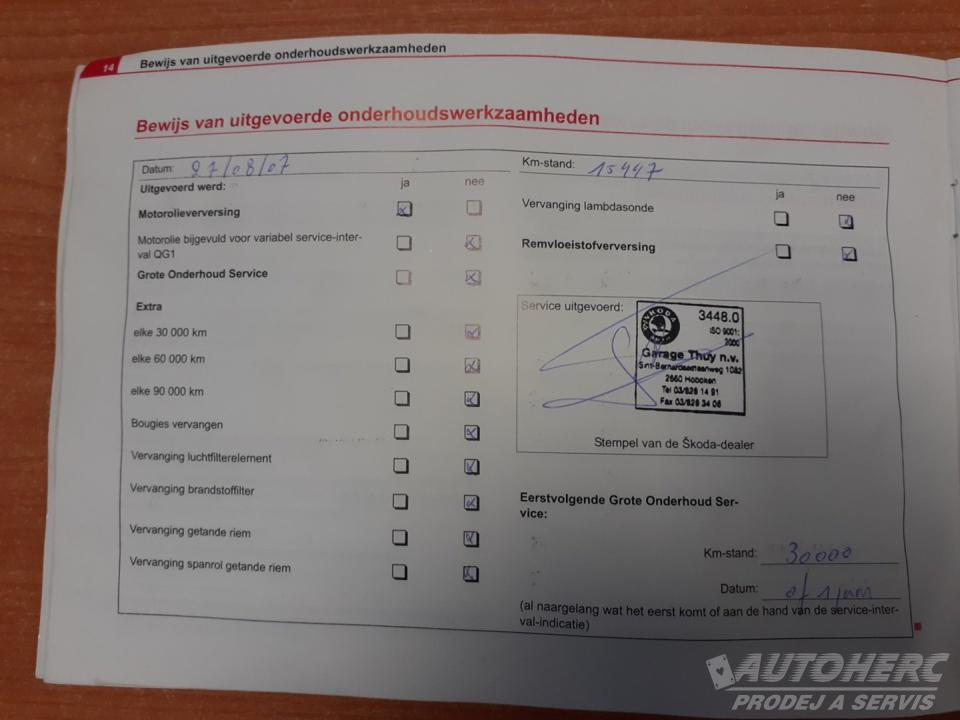 14 Bewijs van uitgevoerde onderhoudswerkzaamheden
Bewijs van uitgevoerde onderhoudswerkzaamheden
Datum: 27/08/07
Uitgevoerd werd: ja nee
Motorolieverversing
Motorolie bijgevuld voor variabel service-inter-
val QG1
Grote Onderhoud Service
Extra
elke 30 000 km
elke 60 000 km
elke 90 000 km
Bougies vervangen
Vervanging luchtfilterelement
Vervanging brandstoffilter
Vervanging getande riem
Vervanging spanrol getande riem
Km-stand: 15447
ja nee
Vervanging lambdasonde
Remvloeistofverversing
Service uitgevoerd:
ŠKODA
3448.0
ISO 9001:
2000
Garage Thuy n.v.
Sint-Bernardsesteenweg 1082
2660 Hoboken
Tel 03/828 14 91
Fax 03/828 34 06
Stempel van de Škoda-dealer
Eerstvolgende Grote Onderhoud Ser-
vice:
Km-stand: 30000
Datum: of 1 jaar
(al naargelang wat het eerst komt of aan de hand van de service-inter-
val-indicatie)
AUTOHERC
PRODEJ A SERVIS